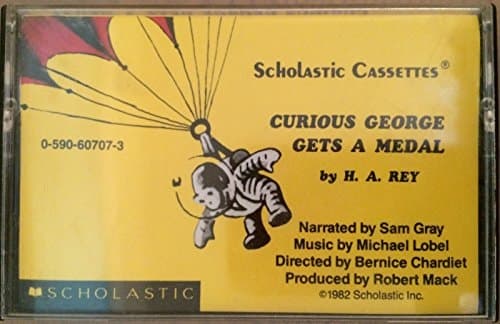 SCHOLASTIC CASSETTES®
0-590-60707-3
CURIOUS GEORGE
GETS A MEDAL
by H. A. REY
Narrated by Sam Gray
Music by Michael Lobel
Directed by Bernice Chardiet
Produced by Robert Mack
©1982 Scholastic Inc.
SCHOLASTIC